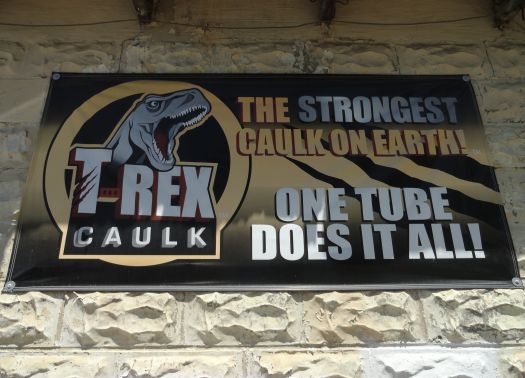 T-REX
CAULK
THE STRONGEST
CAULK ON EARTH!
ONE TUBE
DOES IT ALL!